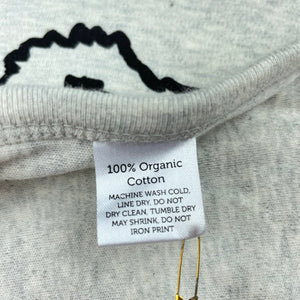 100% Organic
Cotton
MACHINE WASH COLD,
LINE DRY, DO NOT
DRY CLEAN, TUMBLE DRY
MAY SHRINK, DO NOT
IRON PRINT